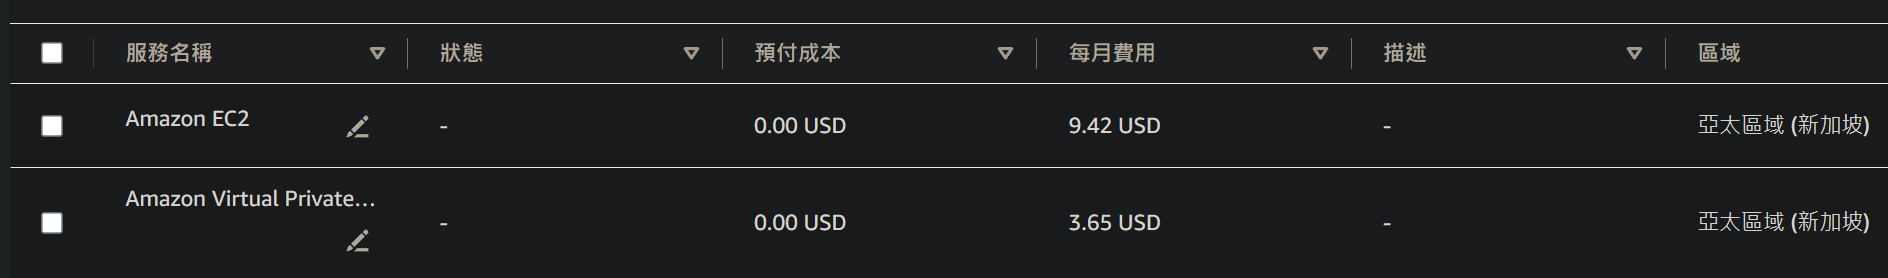 服務名稱 狀態 預付成本 每月費用 描述 區域
Amazon EC2 - 0.00 USD 9.42 USD - 亞太區域 (新加坡)
Amazon Virtual Private... - 0.00 USD 3.65 USD - 亞太區域 (新加坡)